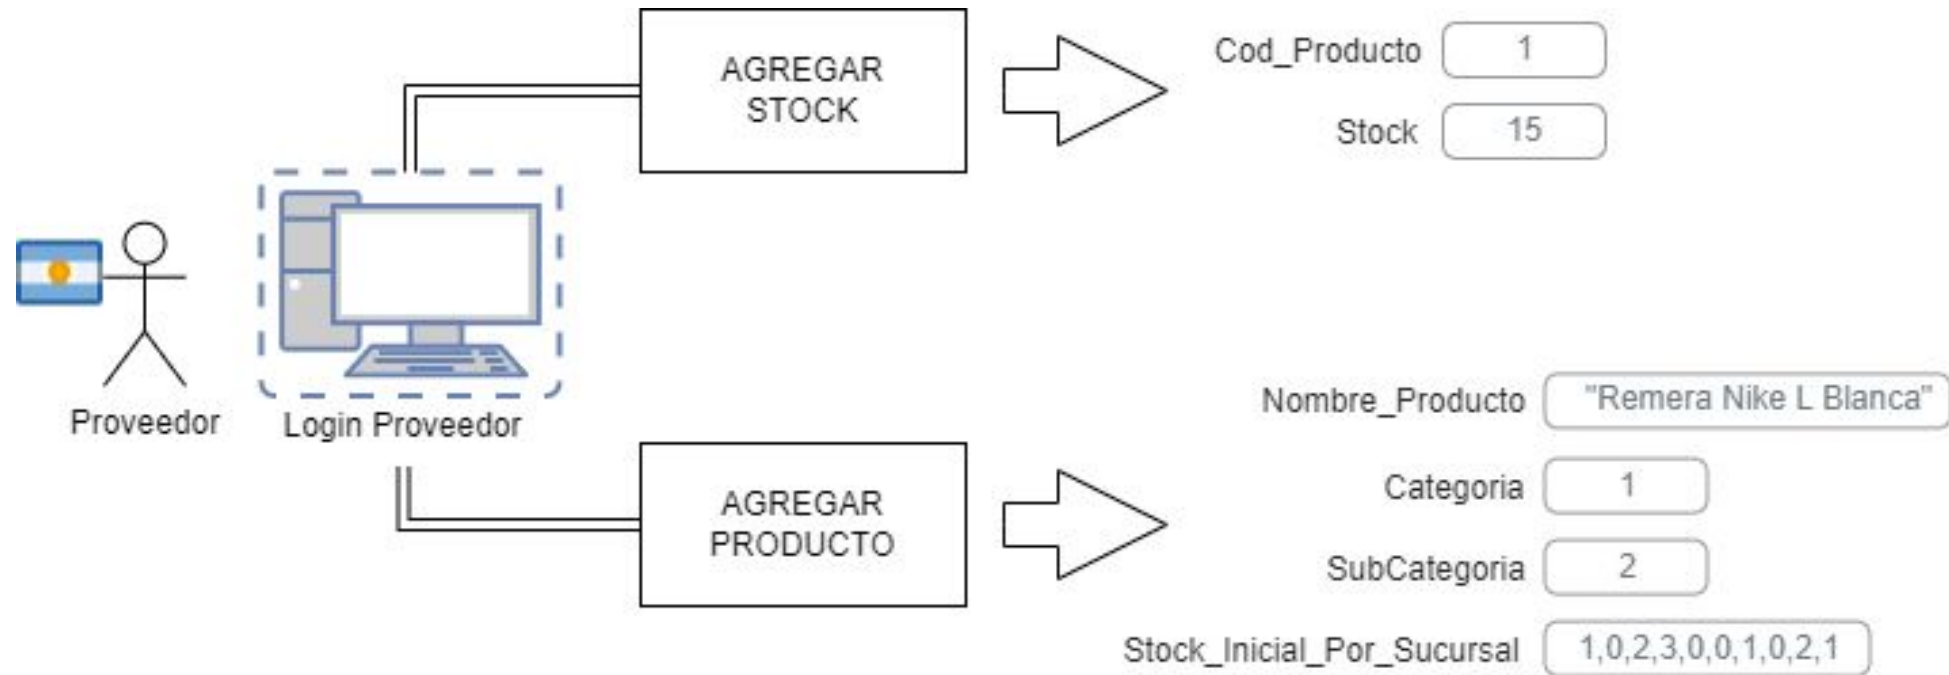 AGREGAR
STOCK
Cod_Producto 1
Stock 15
Proveedor
Login Proveedor
AGREGAR
PRODUCTO
Nombre_Producto "Remera Nike L Blanca"
Categoria 1
SubCategoria 2
Stock_Inicial_Por_Sucursal 1,0,2,3,0,0,1,0,2,1